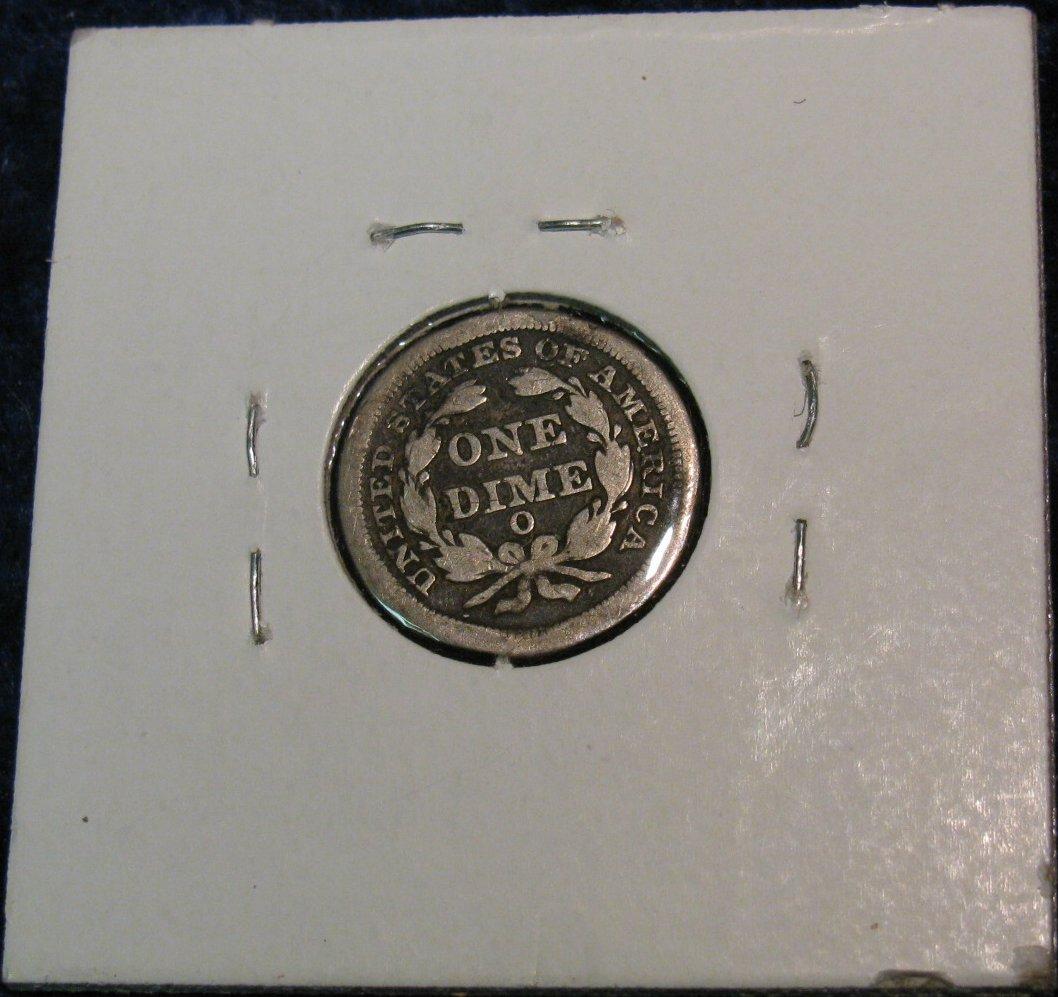 UNITED STATES OF AMERICA
ONE
DIME
O